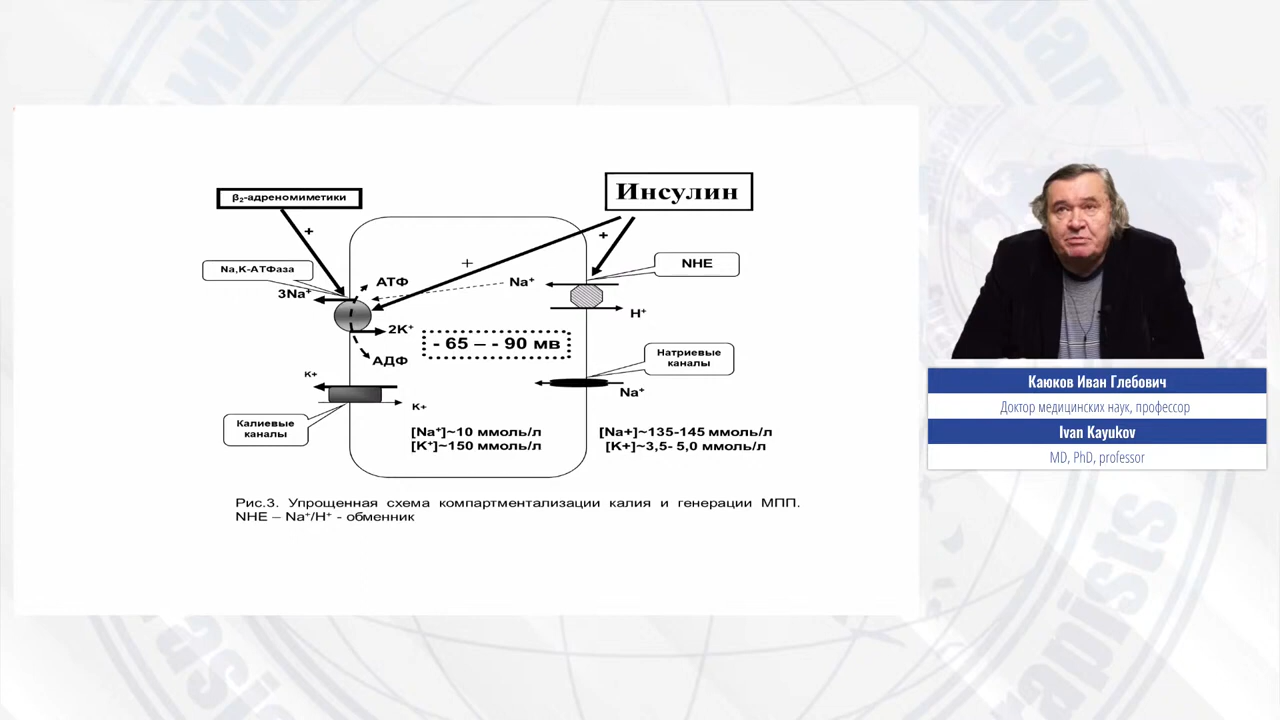 β₂-адреномиметики
Инсулин
+
+
+
Na,K-АТФаза
NHE
АТФ
Na⁺
3Na⁺
H⁺
2K⁺
- 65 – - 90 мв
АДФ
Натриевые
каналы
K+
Na⁺
K+
Калиевые
каналы
[Na⁺]~10 ммоль/л
[K⁺]~150 ммоль/л
[Na+]~135-145 ммоль/л
[K+]~3,5- 5,0 ммоль/л
Рис.3. Упрощенная схема компартментализации калия и генерации МПП.
NHE – Na⁺/H⁺ - обменник
Каюков Иван Глебович
Доктор медицинских наук, профессор
Ivan Kayukov
MD, PhD, professor